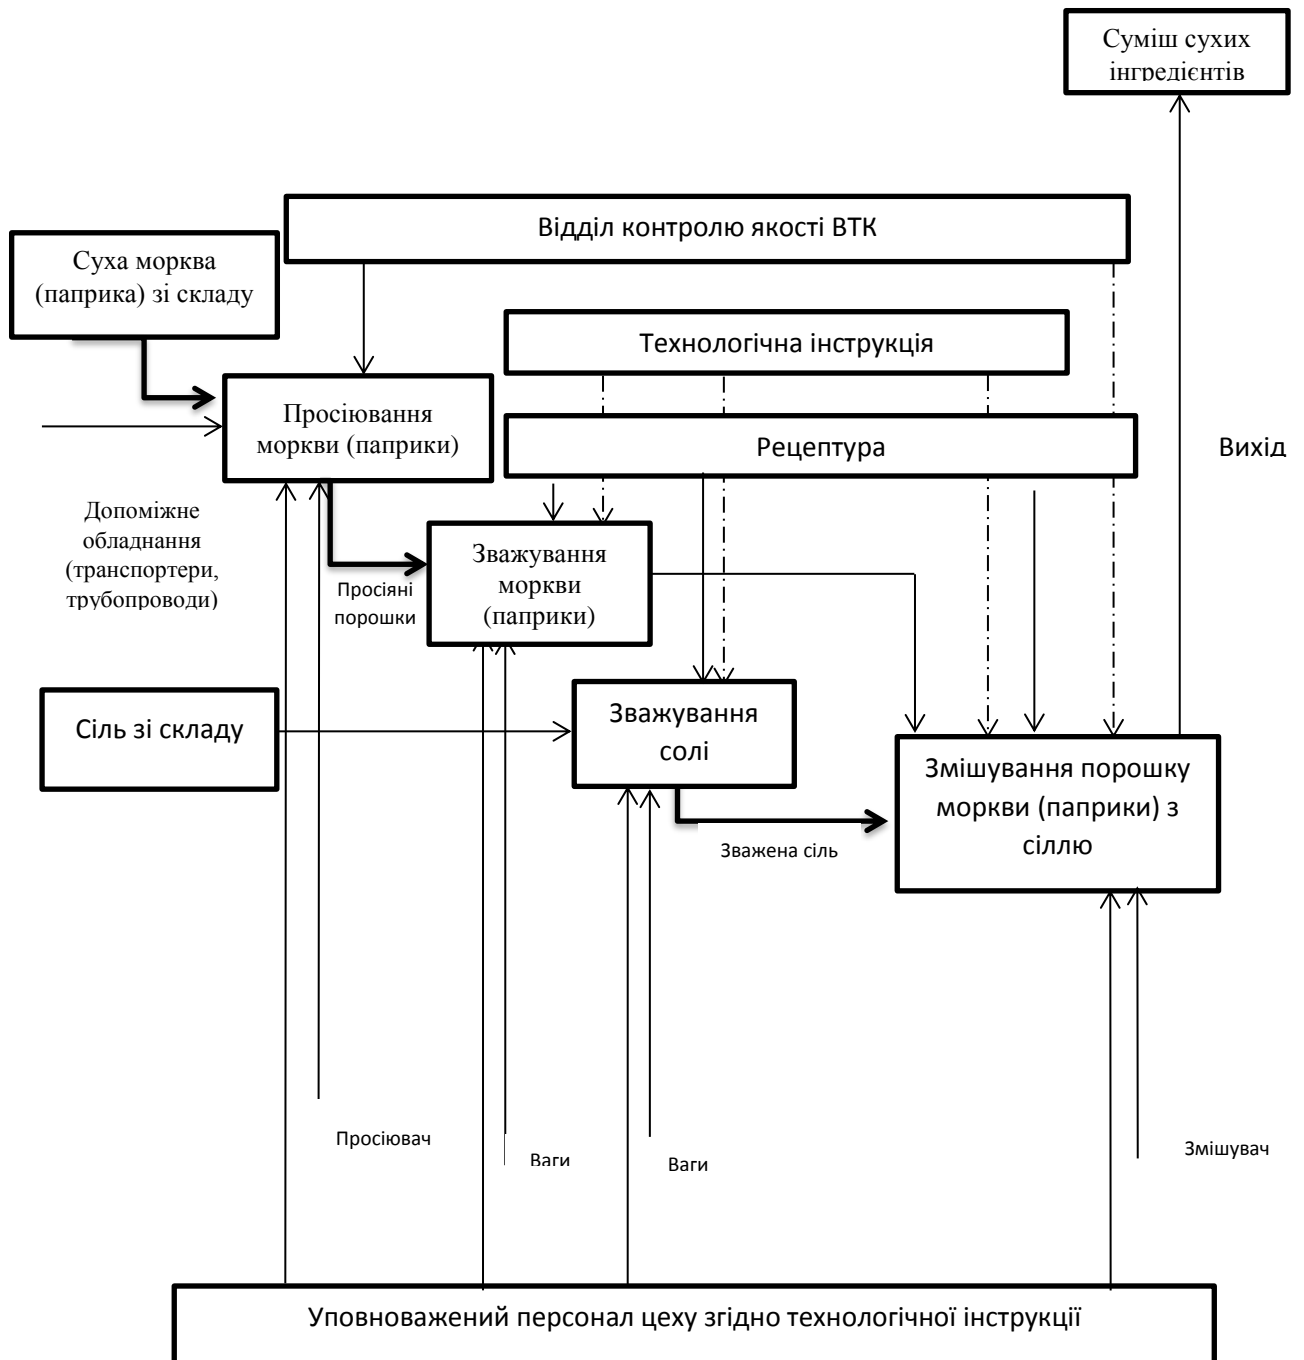 Суміш сухих
інгредієнтів
Відділ контролю якості ВТК
Суха морква
(паприка) зі складу
Технологічна інструкція
Просіювання
моркви (паприки)
Рецептура
Вихід
Допоміжне
обладнання
(транспортери,
трубопроводи)
Зважування
моркви
(паприки)
Просіяні
порошки
Сіль зі складу
Зважування
солі
Змішування порошку
моркви (паприки) з
сіллю
Зважена сіль
Просіювач
Ваги
Ваги
Змішувач
Уповноважений персонал цеху згідно технологічної інструкції